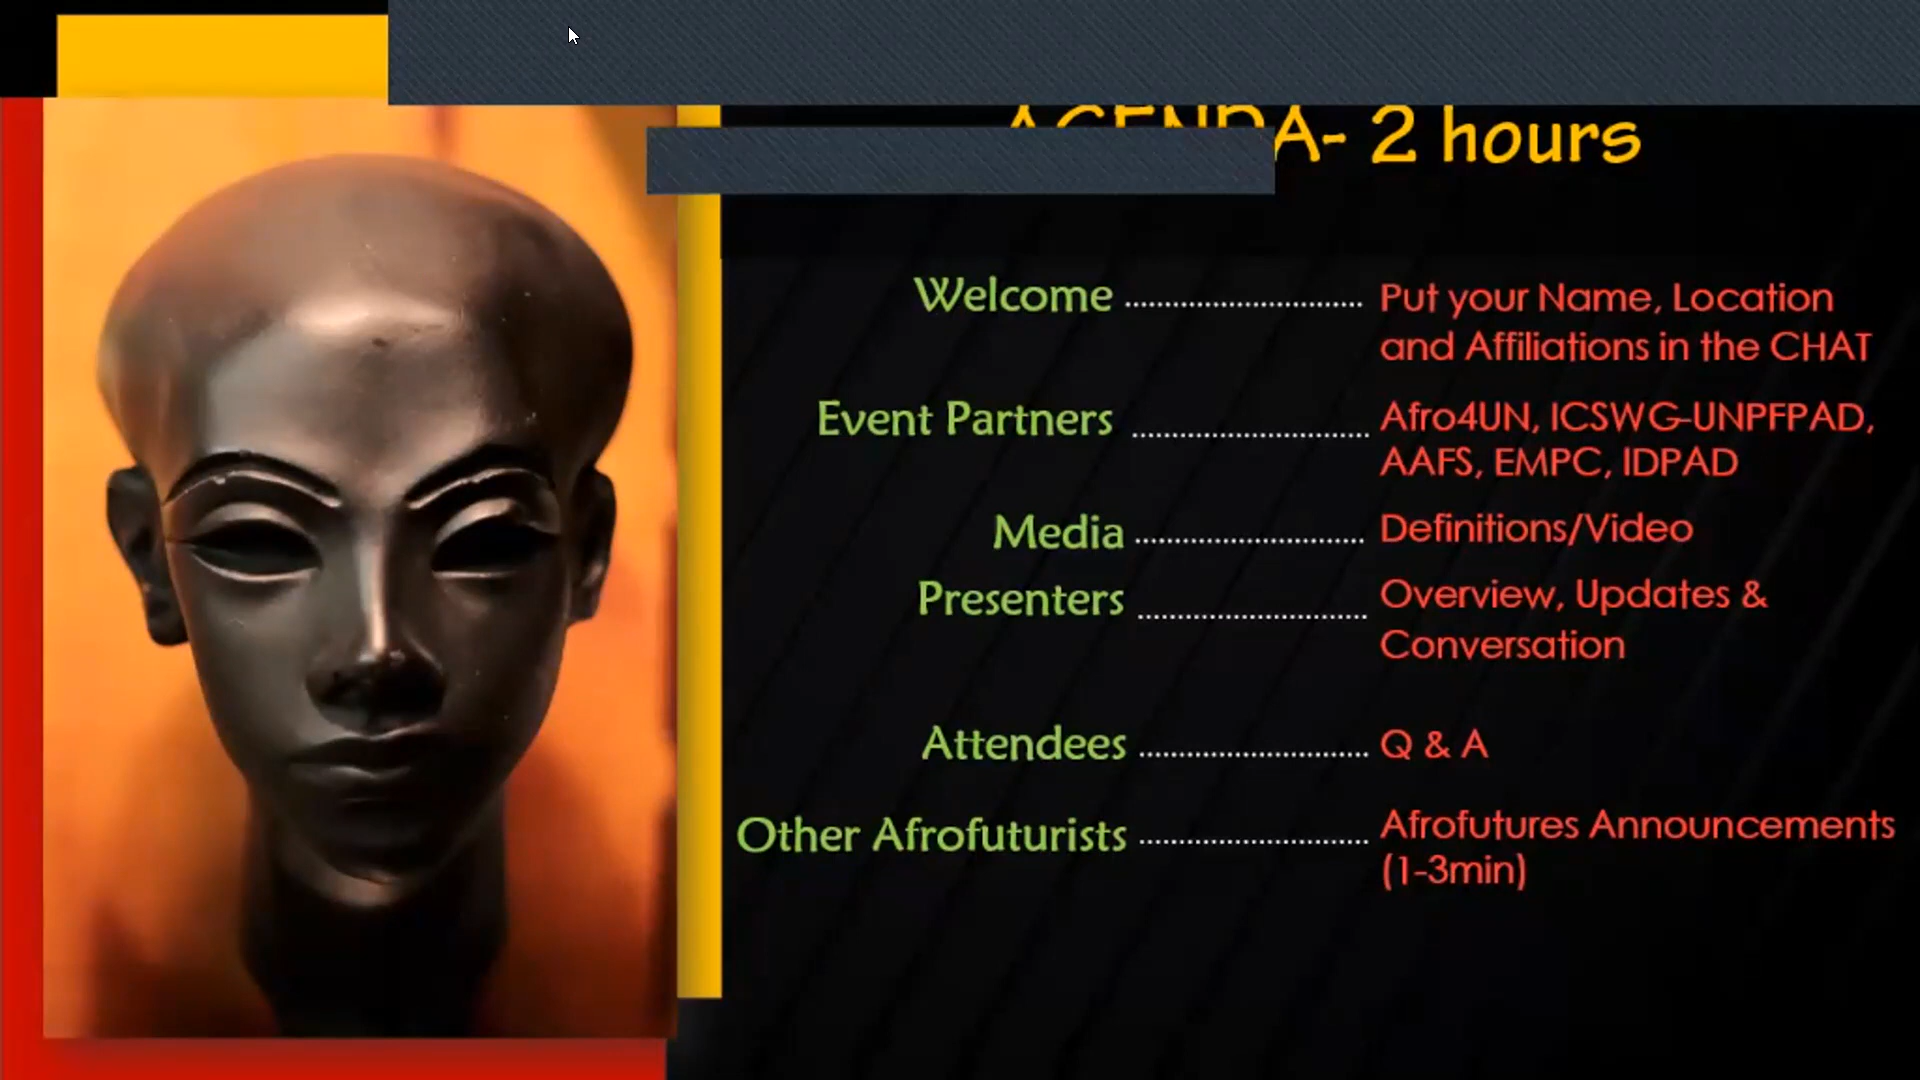 AGENDA- 2 hours
Welcome ........................ Put your Name, Location
and Affiliations in the CHAT
Event Partners ........................ Afro4UN, ICSWG-UNPFPAD,
AAFS, EMPC, IDPAD
Media ........................ Definitions/Video
Presenters ........................ Overview, Updates &
Conversation
Attendees ........................ Q & A
Other Afrofuturists ........................ Afrofutures Announcements
(1-3min)